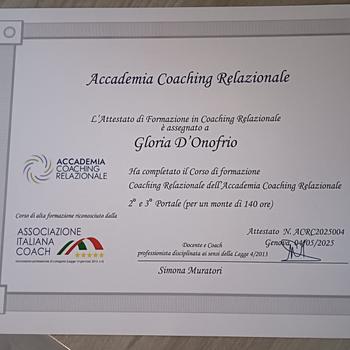 Accademia Coaching Relazionale
L'Attestato di Formazione in Coaching Relazionale
è assegnato a
Gloria D'Onofrio
ACCADEMIA
COACHING
RELAZIONALE
Ha completato il Corso di formazione
Coaching Relazionale dell'Accademia Coaching Relazionale
2° e 3° Portale (per un monte di 140 ore)
Corso di alta formazione riconosciuto dalla
ASSOCIAZIONE
ITALIANA
COACH
Attestato N. ACRC2025004
Genova, 04/05/2025
Docente e Coach
professionista disciplinata ai sensi della Legge 4/2013
Simona Muratori